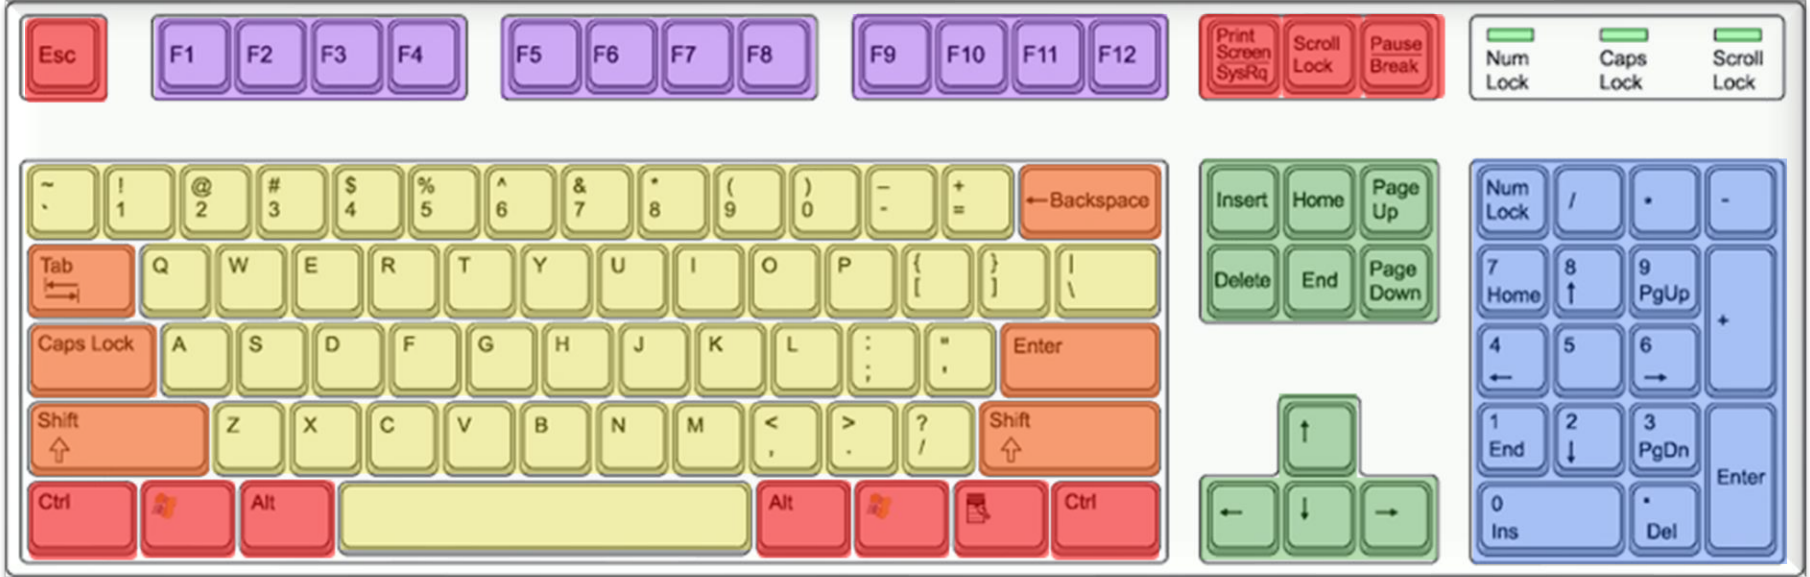 Esc
F1 F2 F3 F4
F5 F6 F7 F8
F9 F10 F11 F12
Print
Screen
SysRq
Scroll
Lock
Pause
Break
Num
Lock
Caps
Lock
Scroll
Lock
~
`
!
1
@
2
#
3
$
4
%
5
^
6
&
7
*
8
(
9
)
0
–
-
+
=
←Backspace
Tab
Q W E R T Y U I O P
{
[
}
]
|
\
Caps Lock
A S D F G H J K L
:
;
"
'
Enter
Shift
Z X C V B N M
<
,
>
.
?
/
Shift
Ctrl
Alt
Alt
Ctrl
Insert
Home
Page
Up
Delete
End
Page
Down
↑
← ↓ →
Num
Lock
/
•
-
7
Home
8
↑
9
PgUp
+
4
←
5
6
→
1
End
2
↓
3
PgDn
Enter
0
Ins
•
Del